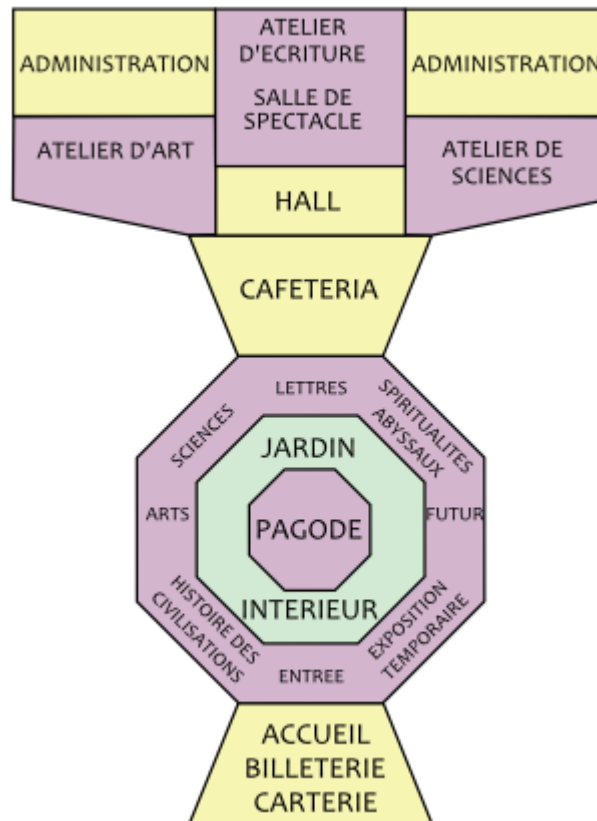 ADMINISTRATION
ATELIER
D'ECRITURE
SALLE DE
SPECTACLE
ADMINISTRATION
ATELIER D'ART
ATELIER DE
SCIENCES
HALL
CAFETERIA
LETTRES
SCIENCES
SPIRITUALITES
ABYSSAUX
JARDIN
ARTS
PAGODE
FUTUR
INTERIEUR
HISTOIRE DES
CIVILISATIONS
EXPOSITION
TEMPORAIRE
ENTREE
ACCUEIL
BILLETERIE
CARTERIE